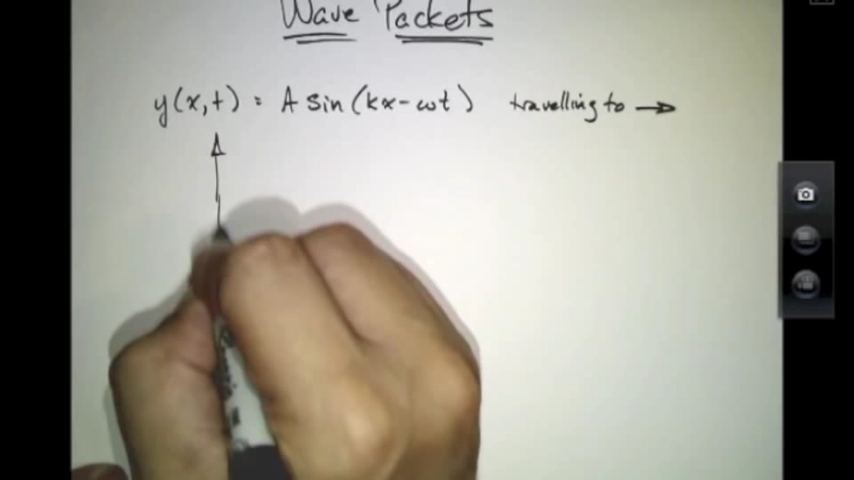 Wave Packets
y(x,t) = A sin(kx-ωt) travelling to →